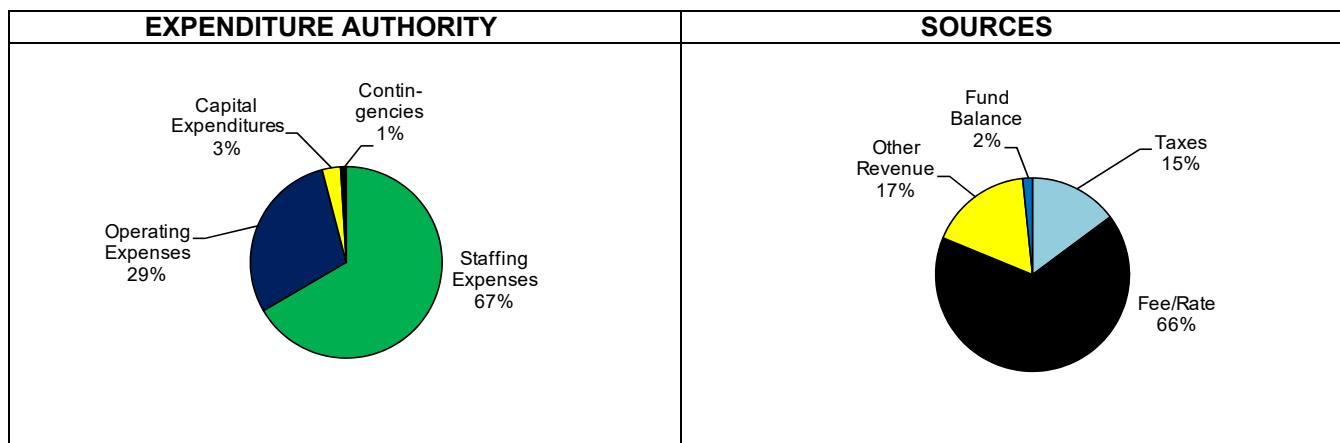 EXPENDITURE AUTHORITY
Contin-
gencies
1%
Capital
Expenditures
3%
Operating
Expenses
29%
Staffing
Expenses
67%
SOURCES
Fund
Balance
2%
Taxes
15%
Other
Revenue
17%
Fee/Rate
66%